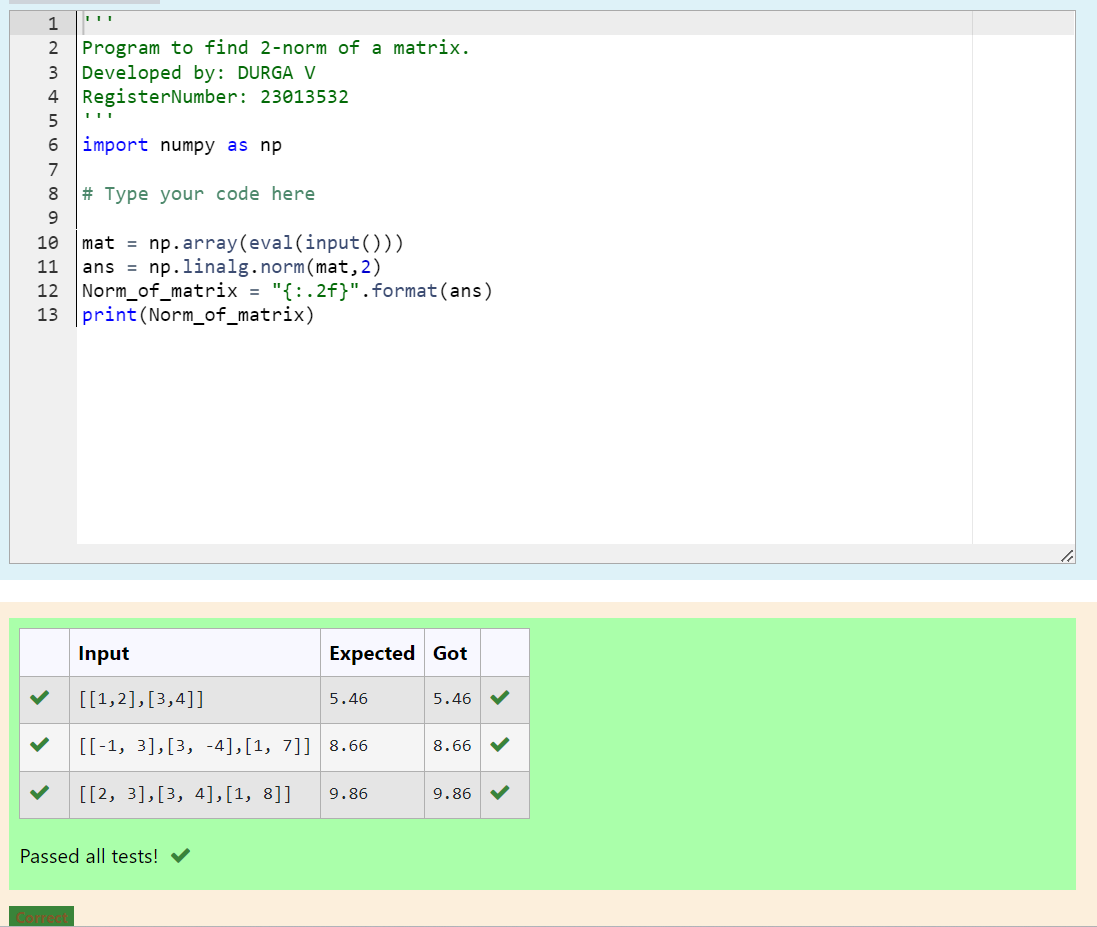 1 '''
2 Program to find 2-norm of a matrix.
3 Developed by: DURGA V
4 RegisterNumber: 23013532
5 '''
6 import numpy as np
7
8 # Type your code here
9
10 mat = np.array(eval(input()))
11 ans = np.linalg.norm(mat,2)
12 Norm_of_matrix = "{:.2f}".format(ans)
13 print(Norm_of_matrix)
Input Expected Got
[[1,2],[3,4]] 5.46 5.46
[[-1, 3],[3, -4],[1, 7]] 8.66 8.66
[[2, 3],[3, 4],[1, 8]] 9.86 9.86
Passed all tests!
Correct